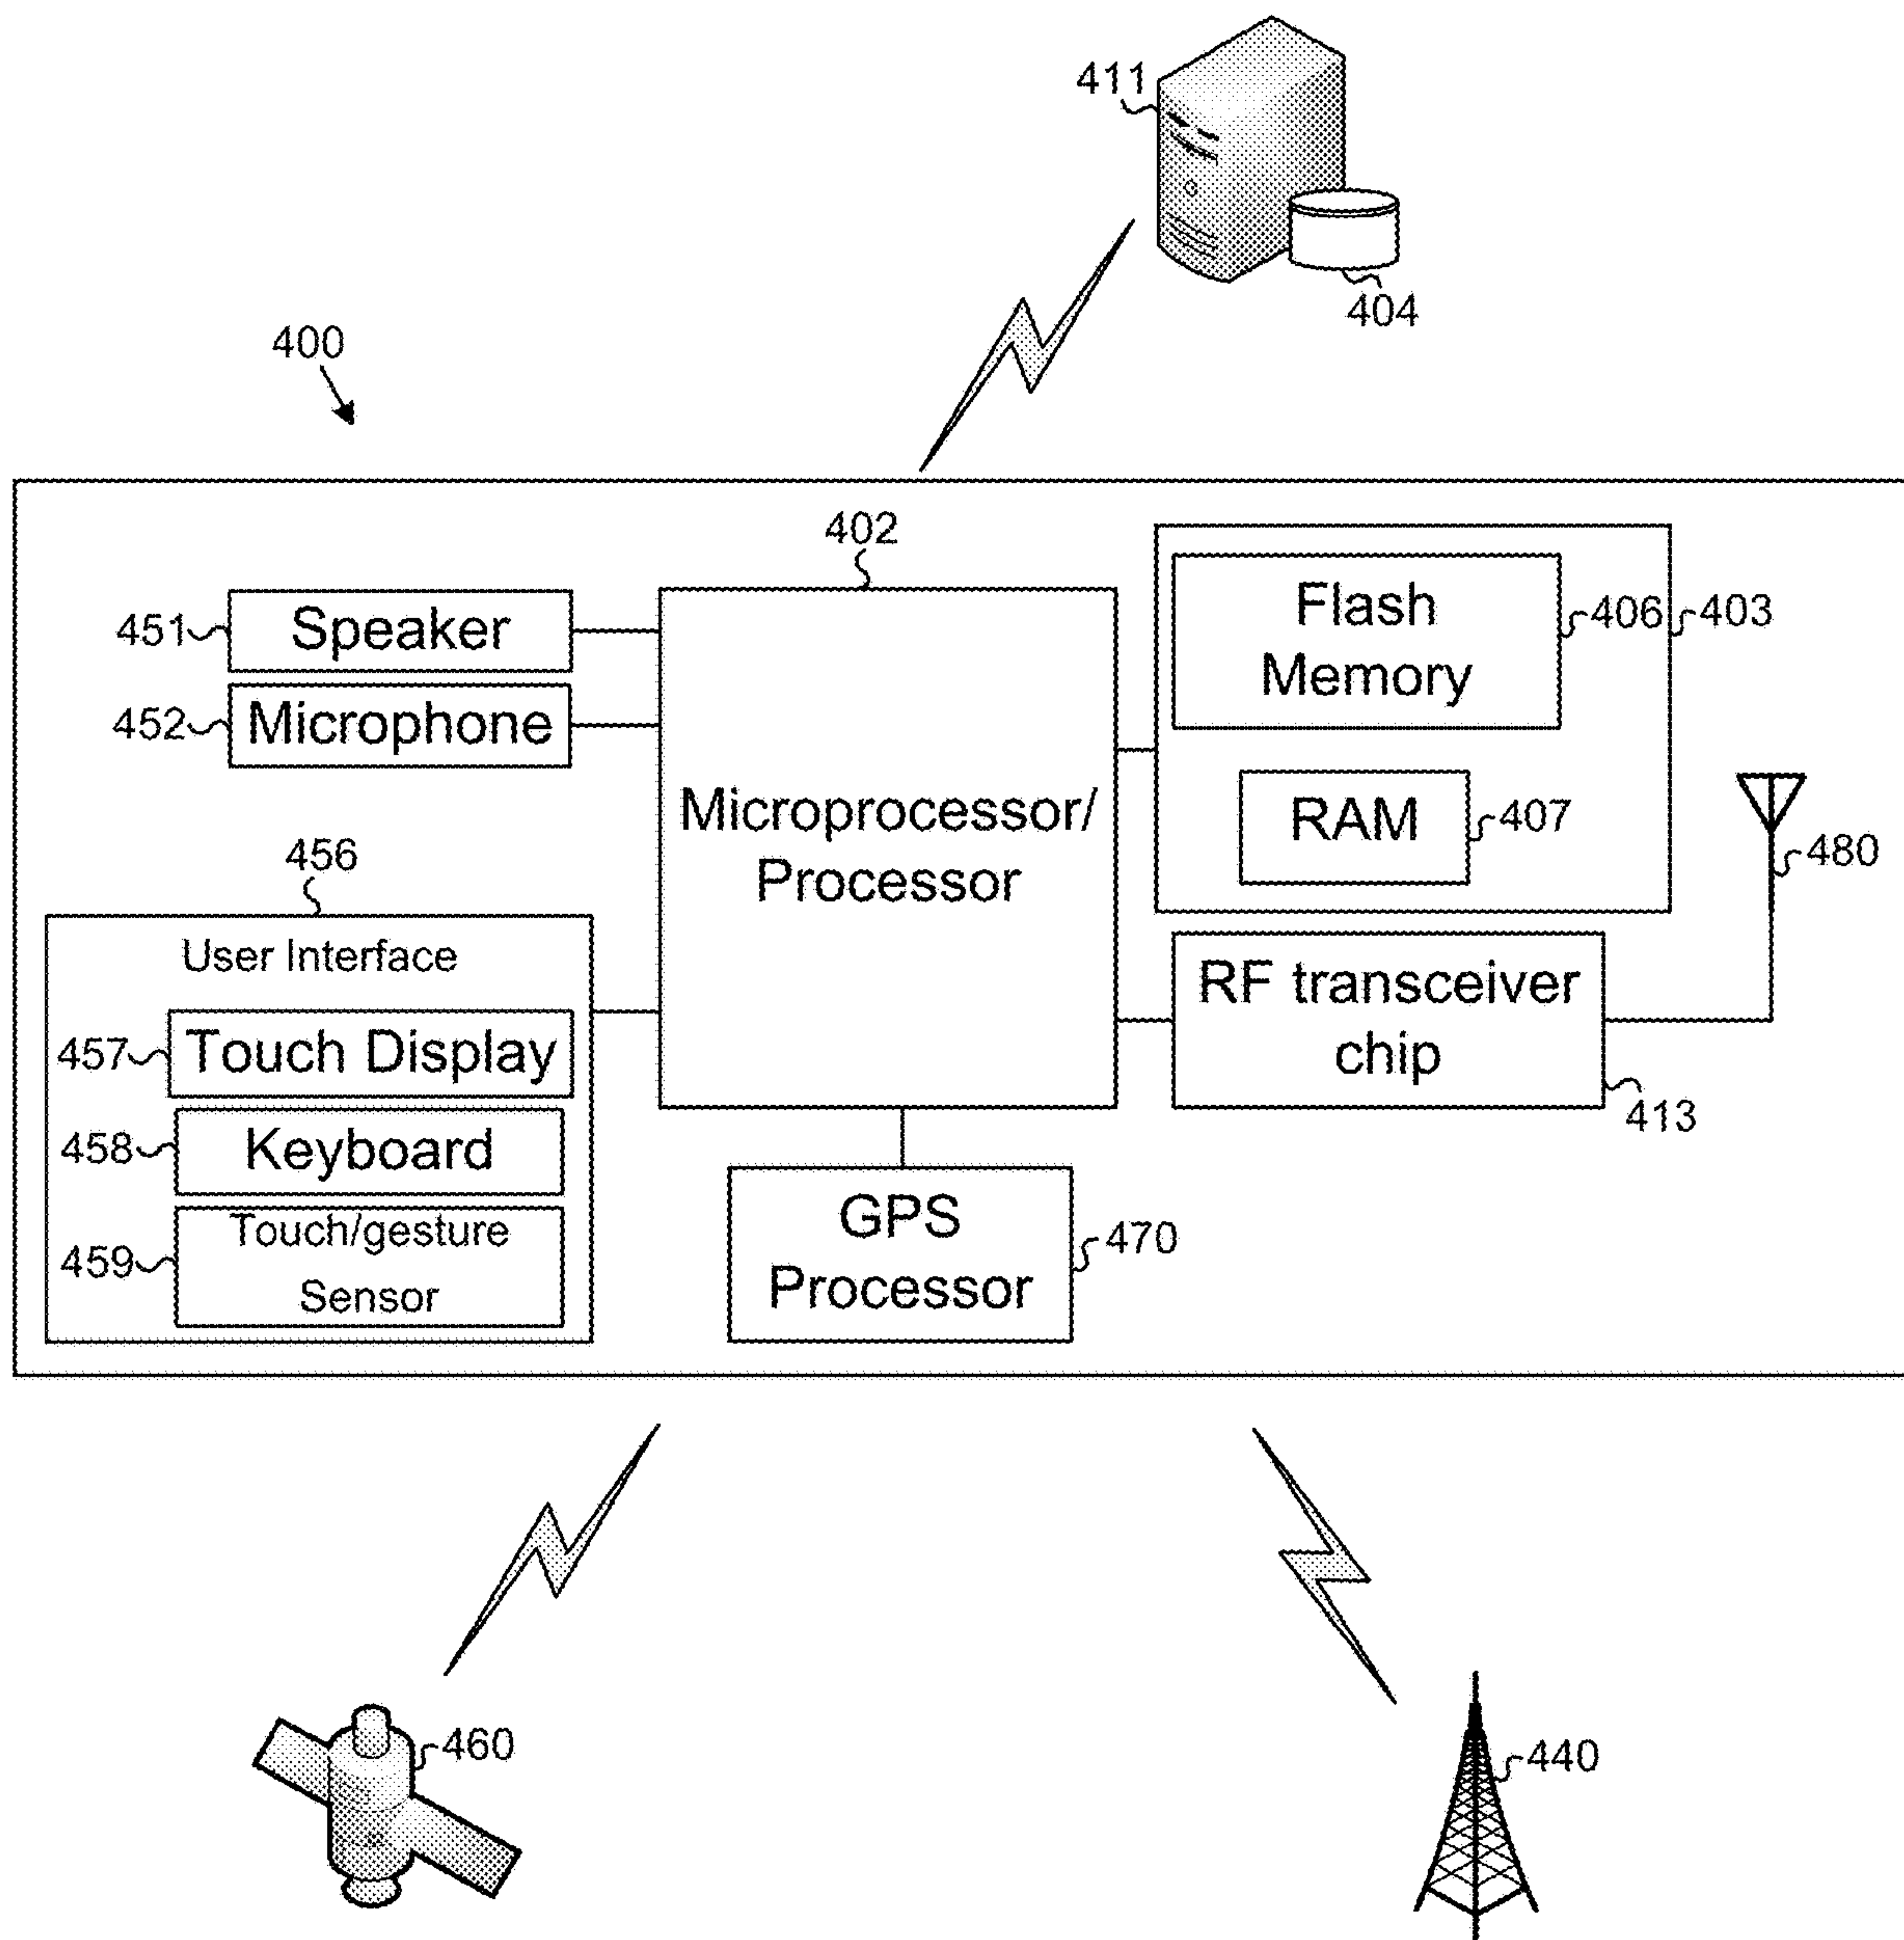 411
404
400
402
451
Speaker
452
Microphone
Microprocessor/
Processor
Flash
Memory
406
403
RAM
407
480
456
User Interface
457
Touch Display
458
Keyboard
459
Touch/gesture
Sensor
RF transceiver
chip
413
GPS
Processor
470
460
440